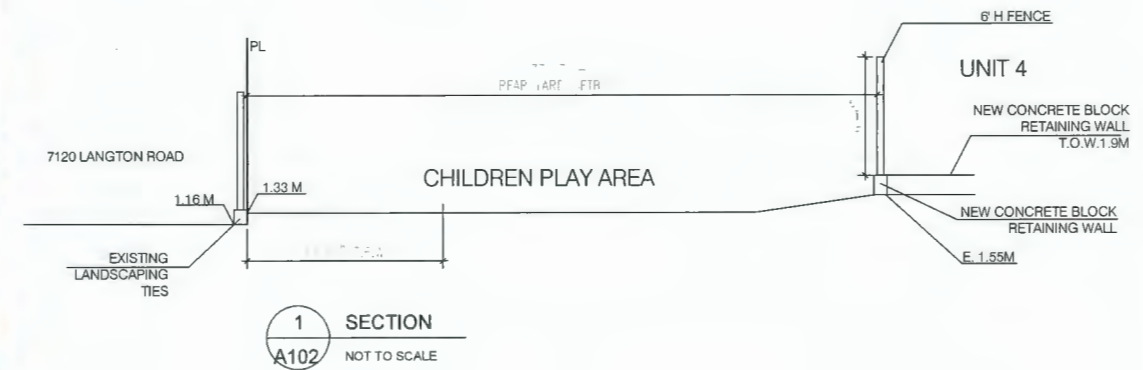 6' H FENCE
PL
UNIT 4
NEW CONCRETE BLOCK
RETAINING WALL
T.O.W.1.9M
7120 LANGTON ROAD
CHILDREN PLAY AREA
1.16 M
1.33 M
NEW CONCRETE BLOCK
RETAINING WALL
EXISTING
LANDSCAPING
TIES
E. 1.55M
1
SECTION
A102
NOT TO SCALE